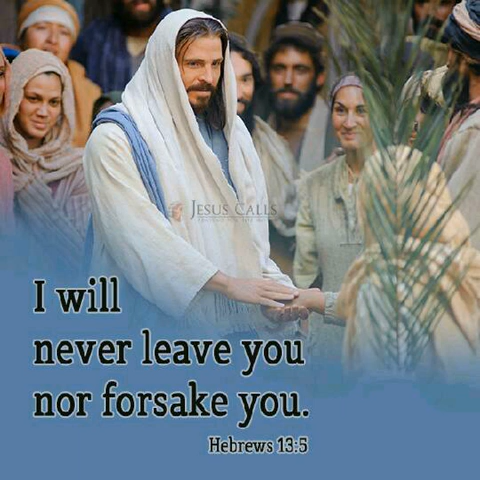 JESUS CALLS
I will
never leave you
nor forsake you.
Hebrews 13:5